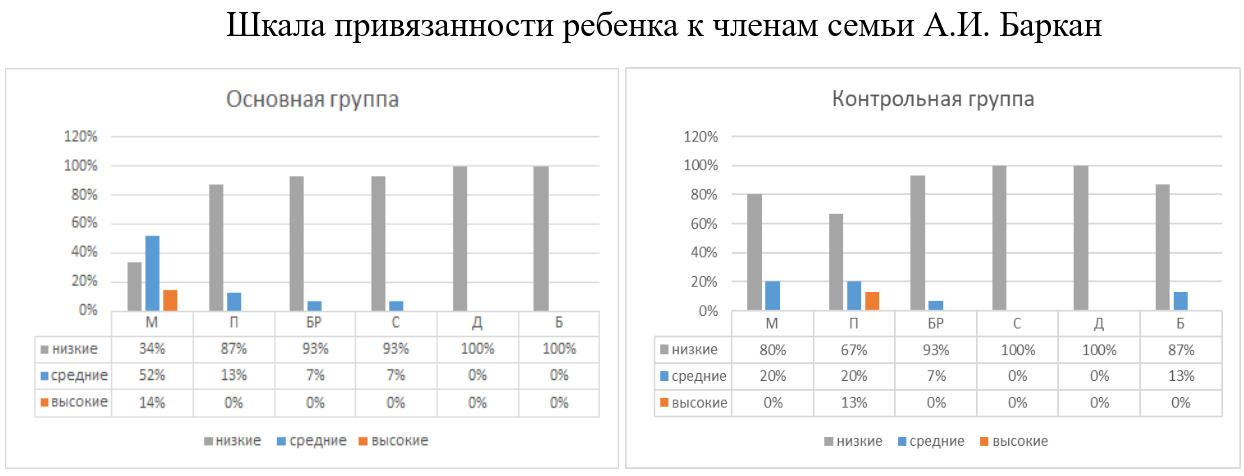 Шкала привязанности ребенка к членам семьи А.И. Баркан
Основная группа
120%
100%
80%
60%
40%
20%
0%
М П БР С Д Б
низкие 34% 87% 93% 93% 100% 100%
средние 52% 13% 7% 7% 0% 0%
высокие 14% 0% 0% 0% 0% 0%
низкие средние высокие
Контрольная группа
120%
100%
80%
60%
40%
20%
0%
М П БР С Д Б
низкие 80% 67% 93% 100% 100% 87%
средние 20% 20% 7% 0% 0% 13%
высокие 0% 13% 0% 0% 0% 0%
низкие средние высокие